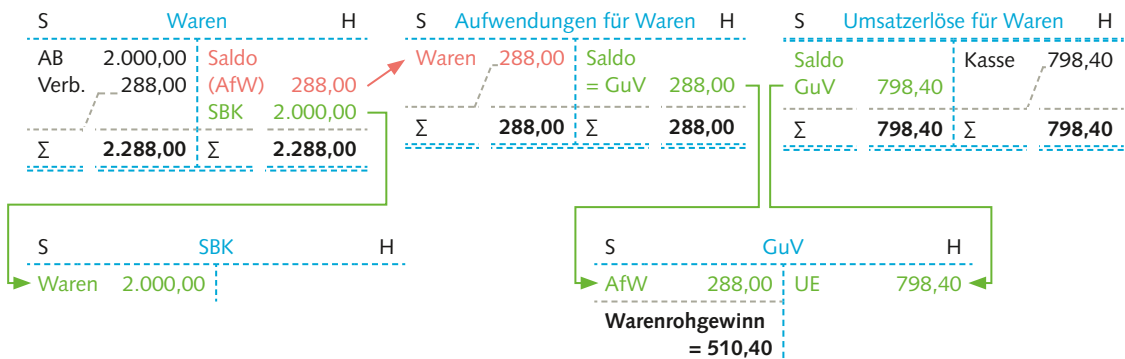 S Waren H
AB 2.000,00 Saldo
Verb. 288,00 (AfW) 288,00
SBK 2.000,00
Σ 2.288,00 Σ 2.288,00
S Aufwendungen für Waren H
Waren 288,00 Saldo
= GuV 288,00
Σ 288,00 Σ 288,00
S Umsatzerlöse für Waren H
Saldo Kasse 798,40
GuV 798,40
Σ 798,40 Σ 798,40
S SBK H
Waren 2.000,00
S GuV H
AfW 288,00 UE 798,40
Warenrohgewinn
= 510,40